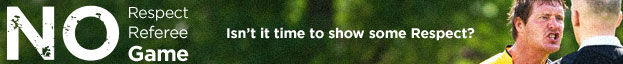 NO
Respect
Referee
Game
Isn't it time to show some Respect?